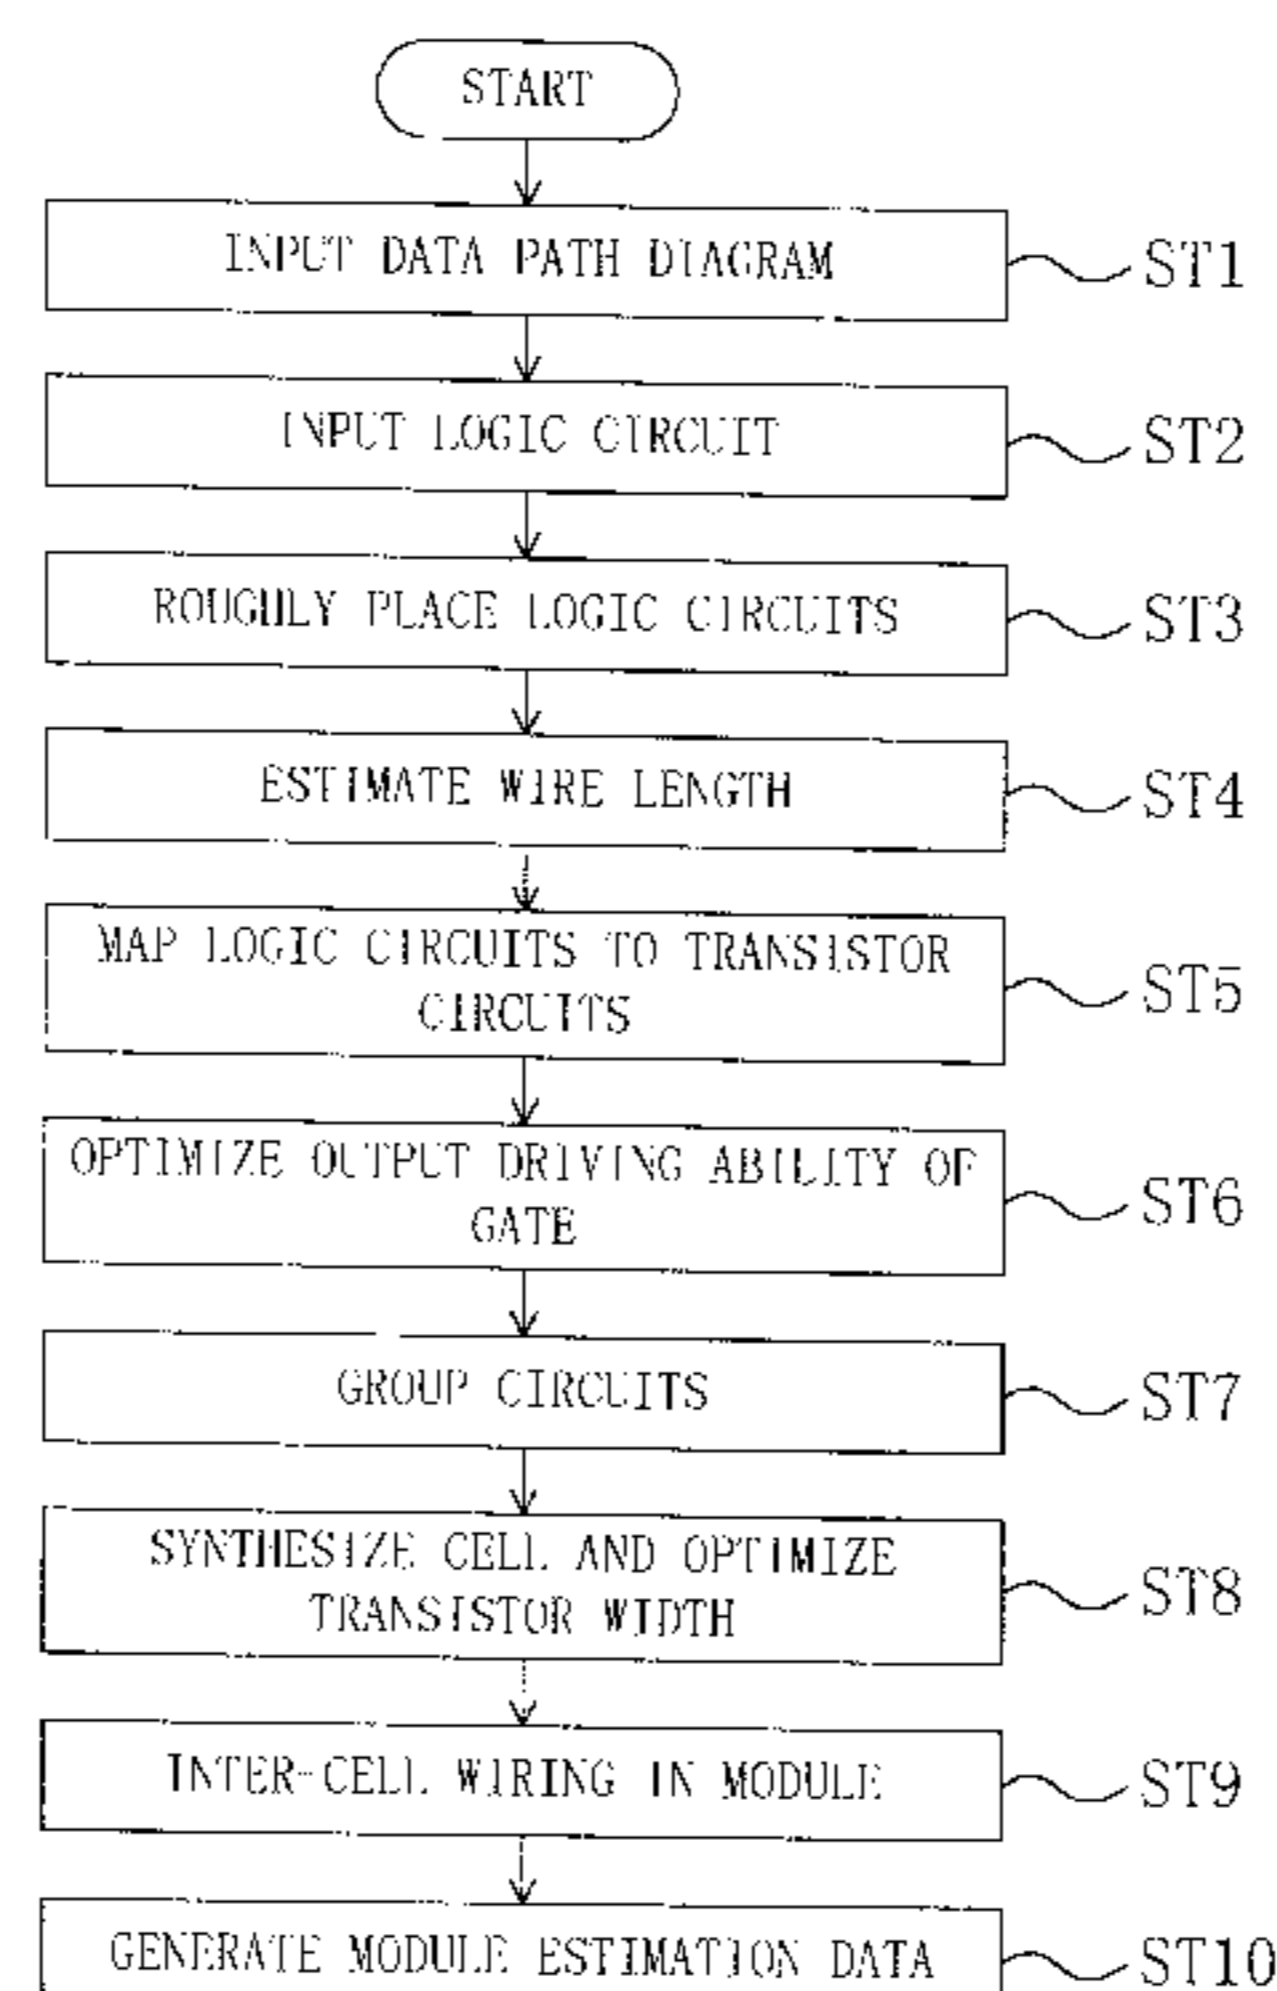 START
INPUT DATA PATH DIAGRAM
ST1
INPUT LOGIC CIRCUIT
ST2
ROUGHLY PLACE LOGIC CIRCUITS
ST3
ESTIMATE WIRE LENGTH
ST4
MAP LOGIC CIRCUITS TO TRANSISTOR
CIRCUITS
ST5
OPTIMIZE OUTPUT DRIVING ABILITY OF
GATE
ST6
GROUP CIRCUITS
ST7
SYNTHESIZE CELL AND OPTIMIZE
TRANSISTOR WIDTH
ST8
INTER-CELL WIRING IN MODULE
ST9
GENERATE MODULE ESTIMATION DATA
ST10